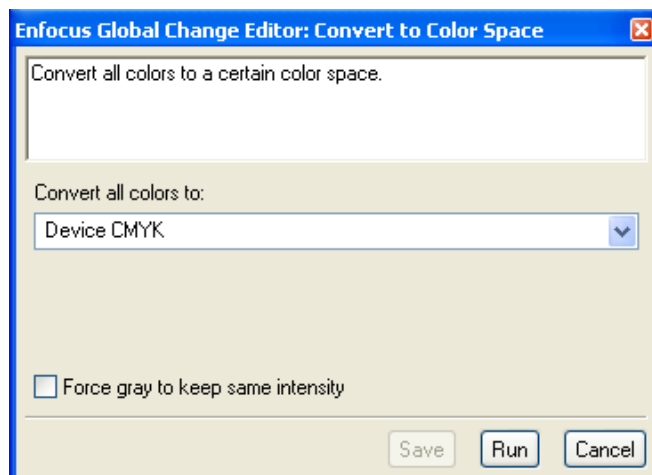 Enfocus Global Change Editor: Convert to Color Space
Convert all colors to a certain color space.
Convert all colors to:
Device CMYK
Force gray to keep same intensity
Save Run Cancel